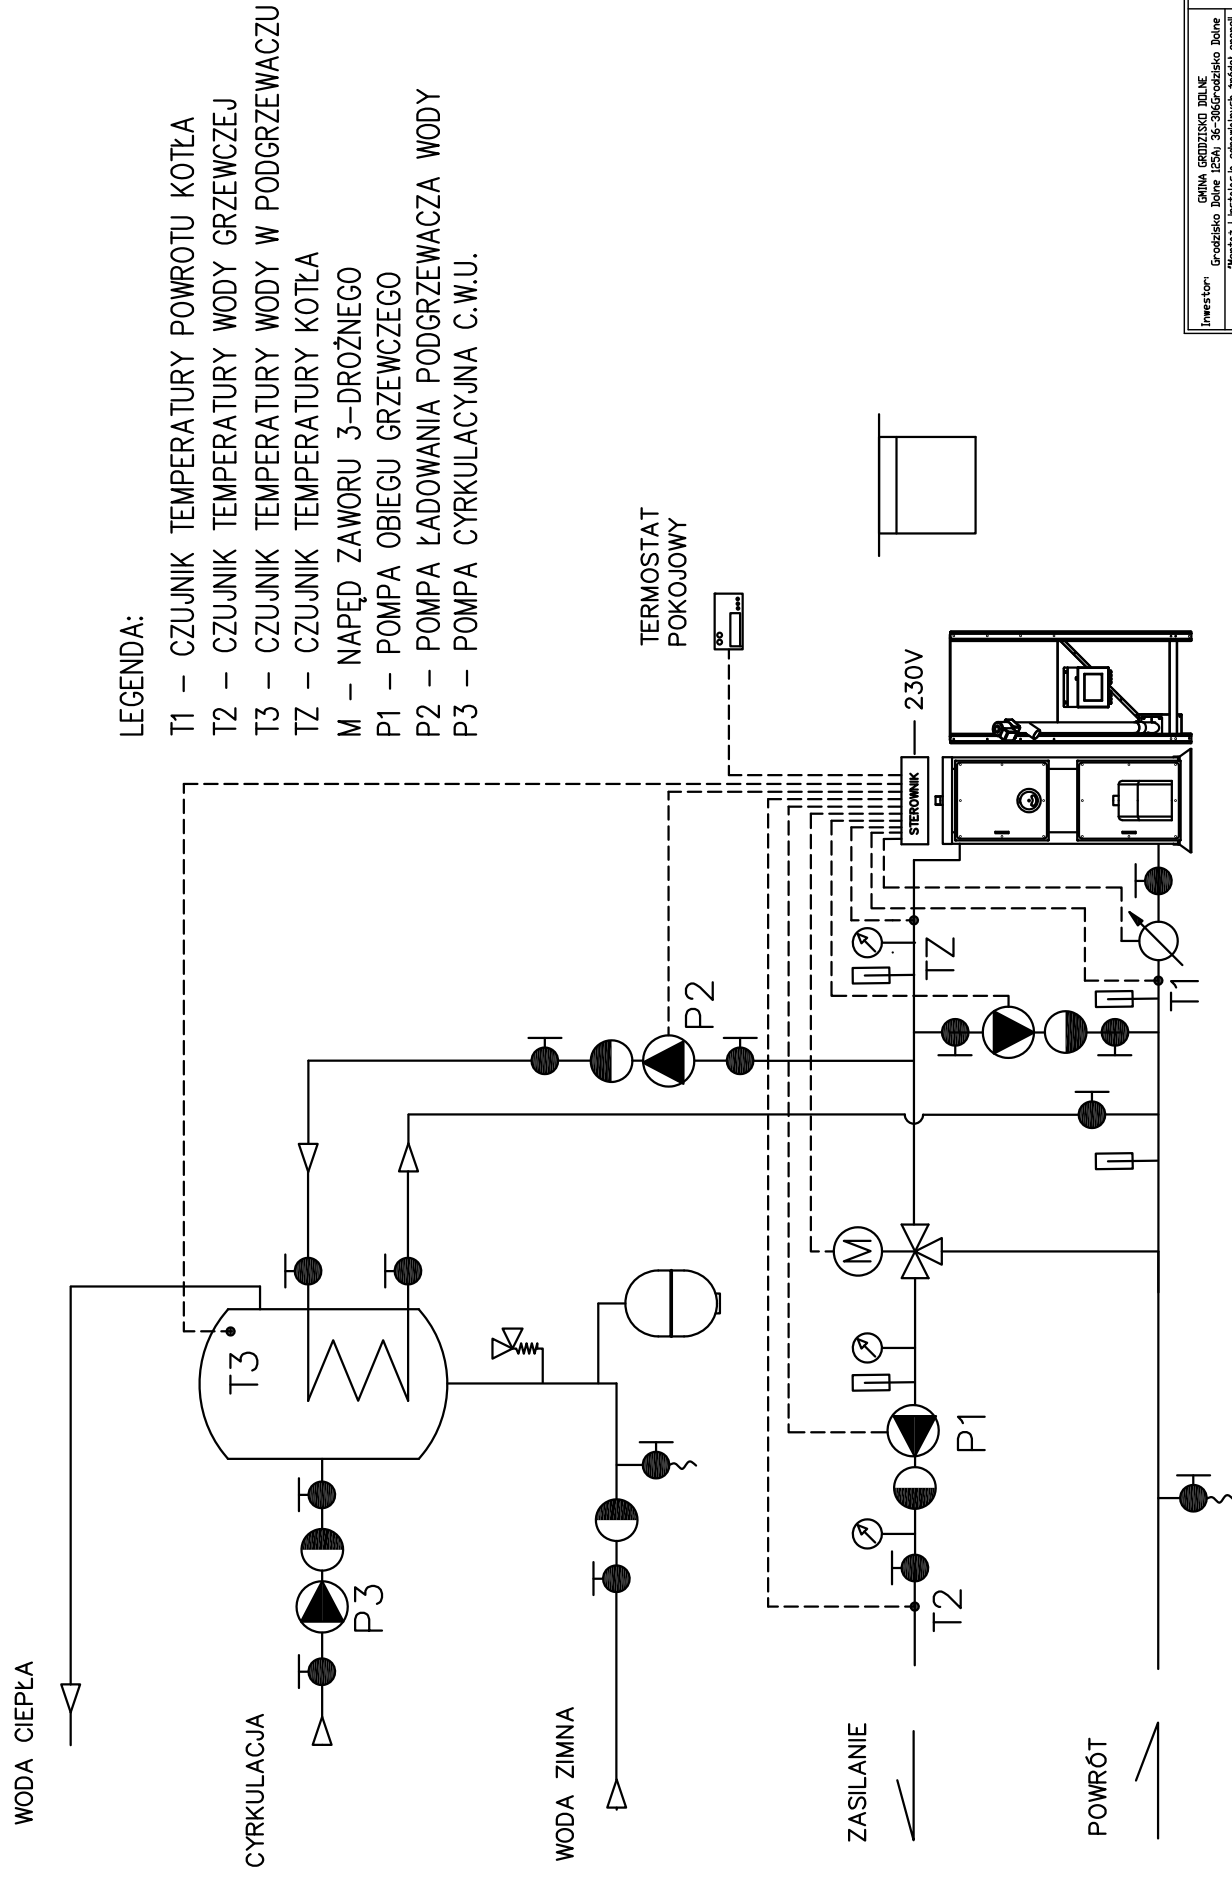 LEGENDA:
T1 – CZUJNIK TEMPERATURY POWROTU KOTŁA
T2 – CZUJNIK TEMPERATURY WODY GRZEWCZEJ
T3 – CZUJNIK TEMPERATURY WODY W PODGRZEWACZU
TZ – CZUJNIK TEMPERATURY KOTŁA
M – NAPĘD ZAWORU 3–DROŻNEGO
P1 – POMPA OBIEGU GRZEWCZEGO
P2 – POMPA ŁADOWANIA PODGRZEWACZA WODY
P3 – POMPA CYRKULACYJNA C.W.U.
TERMOSTAT
POKOJOWY
230V
STEROWNIK
WODA CIEPŁA
CYRKULACJA
WODA ZIMNA
ZASILANIE
POWRÓT
T3
P3
P2
TZ
T1
M
P1
T2
GMINA GRODZISKO DOLNE
Inwestor:
Grodzisko Dolne 125A; 36-306Grodzisko Dolne